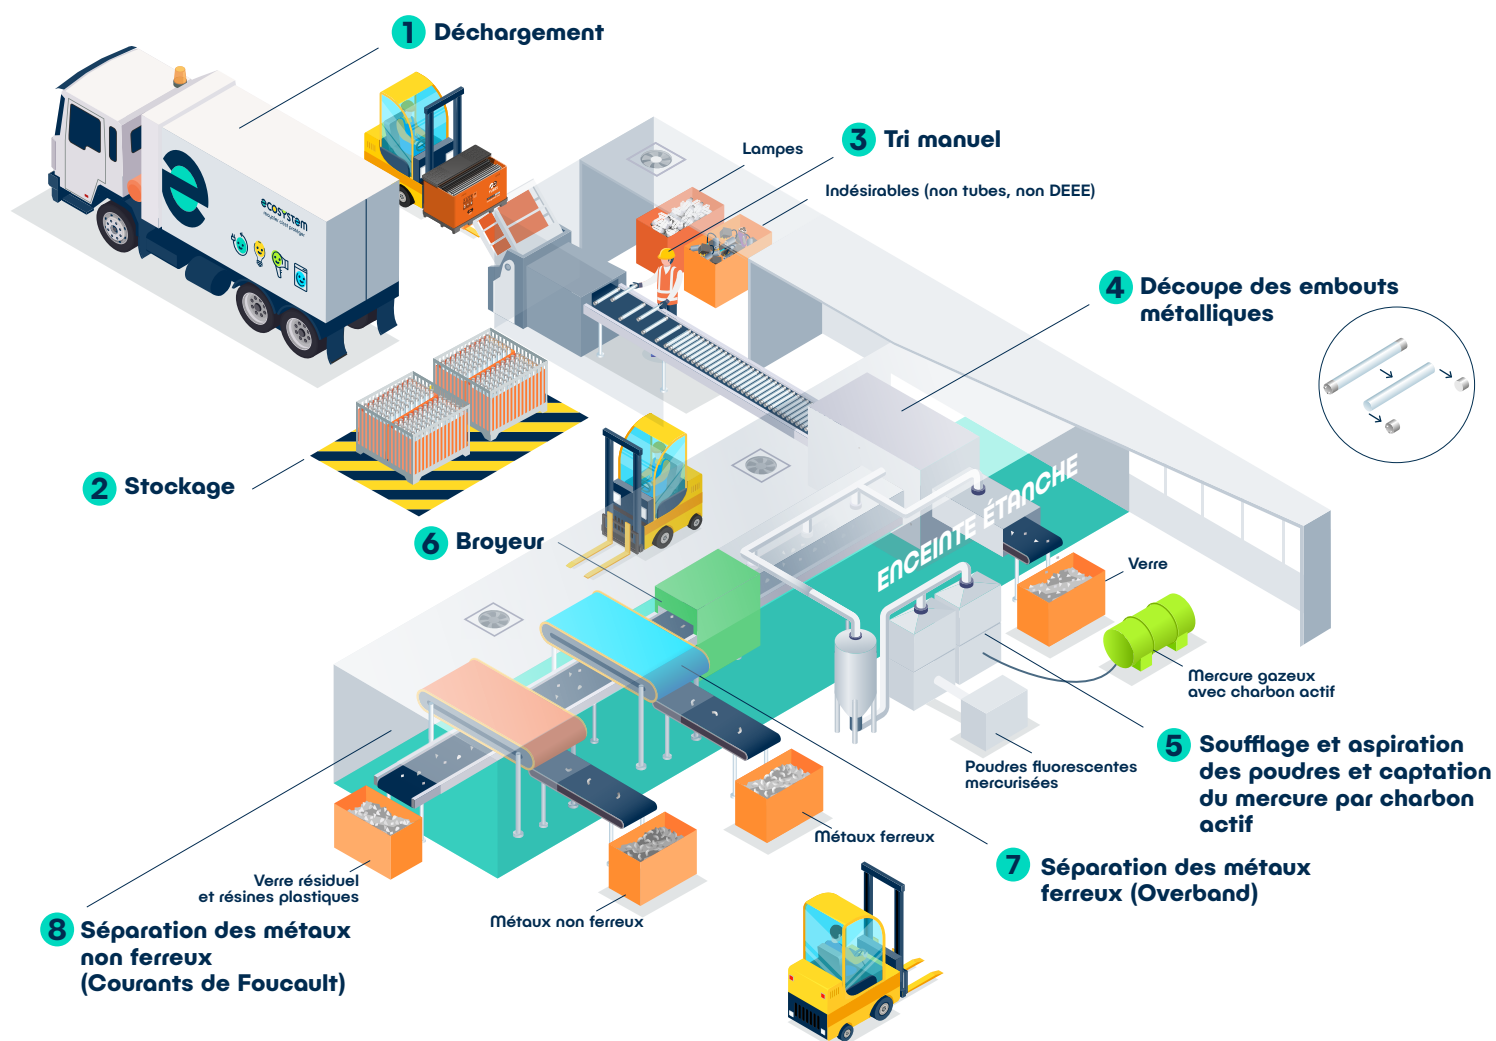 1 Déchargement
ecosystem
recycler c'est protéger
3 Tri manuel
Lampes
Indésirables (non tubes, non DEEE)
4 Découpe des embouts
métalliques
2 Stockage
6 Broyeur
ENCEINTE ÉTANCHE
Verre
Mercure gazeux
avec charbon actif
5 Soufflage et aspiration
des poudres et captation
du mercure par charbon
actif
Poudres fluorescentes
mercurisées
Métaux ferreux
7 Séparation des métaux
ferreux (Overband)
Verre résiduel
et résines plastiques
Métaux non ferreux
8 Séparation des métaux
non ferreux
(Courants de Foucault)